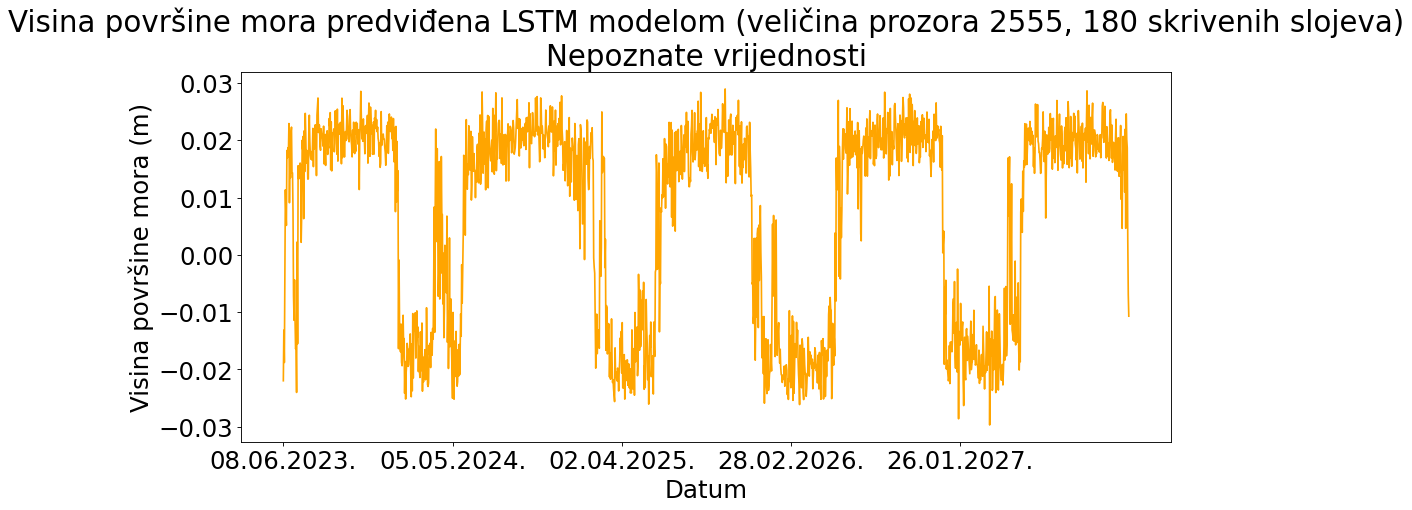 Visina površine mora predviđena LSTM modelom (veličina prozora 2555, 180 skrivenih slojeva)
Nepoznate vrijednosti
Visina površine mora (m)
0.03
0.02
0.01
0.00
−0.01
−0.02
−0.03
08.06.2023. 05.05.2024. 02.04.2025. 28.02.2026. 26.01.2027.
Datum